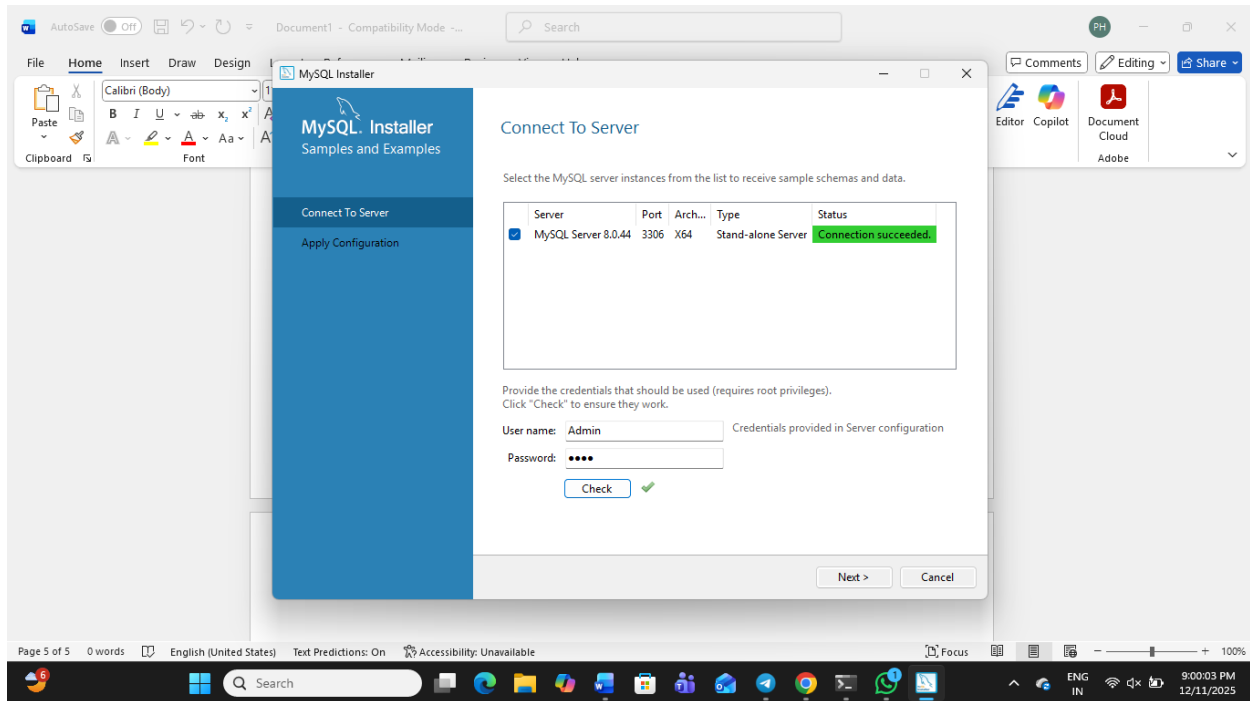 AutoSave Off Document1 - Compatibility Mode -... Search PH
File Home Insert Draw Design Comments Editing Share
MySQL Installer
Paste
Clipboard
Calibri (Body)
B I U ab x₂ x² A
A A Aa A
Font
Editor Copilot Document Cloud
Adobe
MySQL. Installer
Samples and Examples
Connect To Server
Apply Configuration
Connect To Server
Select the MySQL server instances from the list to receive sample schemas and data.
Server Port Arch... Type Status
MySQL Server 8.0.44 3306 X64 Stand-alone Server Connection succeeded.
Provide the credentials that should be used (requires root privileges).
Click "Check" to ensure they work.
User name: Admin Credentials provided in Server configuration
Password: ••••
Check
Next > Cancel
Page 5 of 5 0 words English (United States) Text Predictions: On Accessibility: Unavailable Focus 100%
6 Search 1 ENG IN 9:00:03 PM 12/11/2025